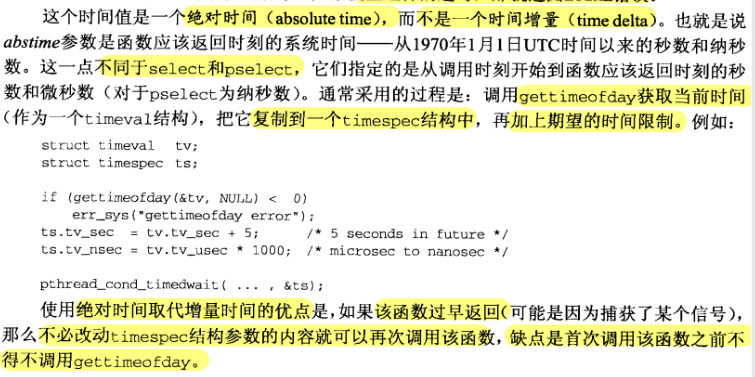 这个时间值是一个绝对时间（absolute time），而不是一个时间增量（time delta）。也就是说
abstime参数是函数应该返回时刻的系统时间——从1970年1月1日UTC时间以来的秒数和纳秒
数。这一点不同于select和pselect，它们指定的是从调用时刻开始到函数应该返回时刻的秒
数和微秒数（对于pselect为纳秒数）。通常采用的过程是：调用gettimeofday获取当前时间
（作为一个timeval结构），把它复制到一个timespec结构中，再加上期望的时间限制。例如：
struct timeval tv;
struct timespec ts;
if (gettimeofday(&tv, NULL) < 0)
err_sys("gettimeofday error");
ts.tv_sec = tv.tv_sec + 5; /* 5 seconds in future */
ts.tv_nsec = tv.tv_usec * 1000; /* microsec to nanosec */
pthread_cond_timedwait( ... , &ts);
使用绝对时间取代增量时间的优点是，如果该函数过早返回（可能是因为捕获了某个信号），
那么不必改动timespec结构参数的内容就可以再次调用该函数，缺点是首次调用该函数之前不
得不调用gettimeofday。